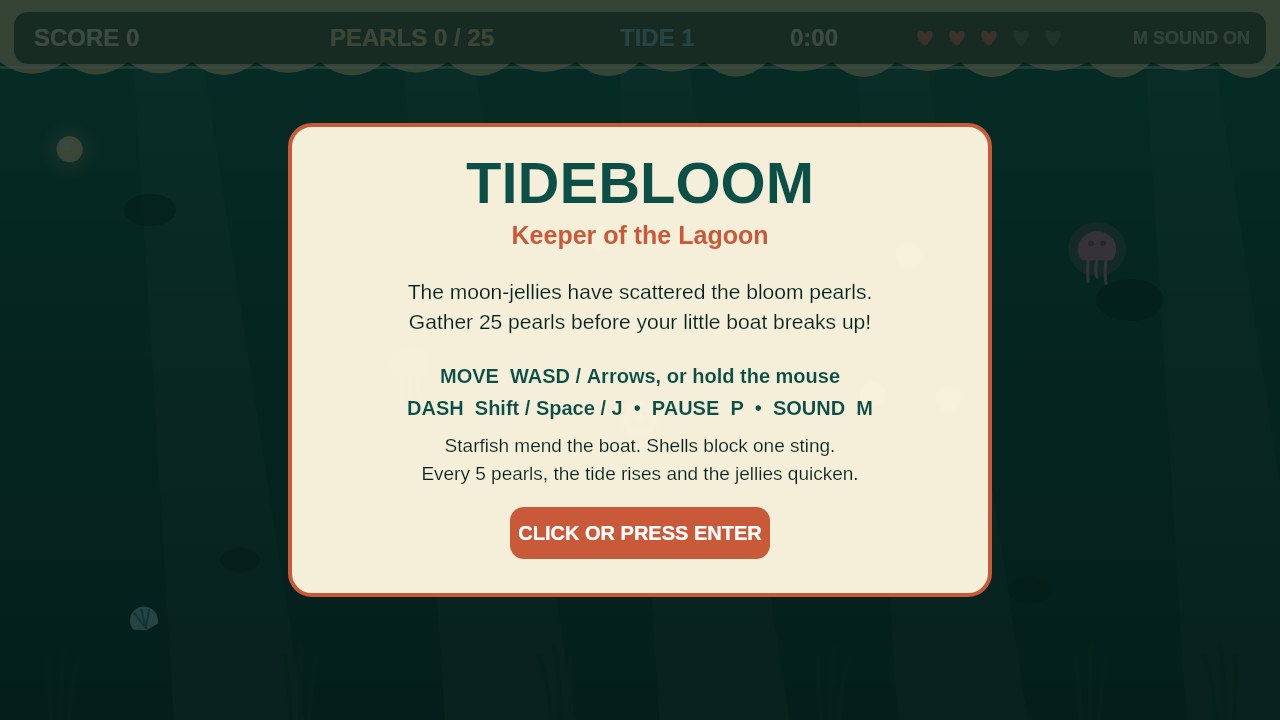 SCORE 0 PEARLS 0 / 25 TIDE 1 0:00 M SOUND ON
TIDEBLOOM
Keeper of the Lagoon
The moon-jellies have scattered the bloom pearls.
Gather 25 pearls before your little boat breaks up!
MOVE WASD / Arrows, or hold the mouse
DASH Shift / Space / J • PAUSE P • SOUND M
Starfish mend the boat. Shells block one sting.
Every 5 pearls, the tide rises and the jellies quicken.
CLICK OR PRESS ENTER